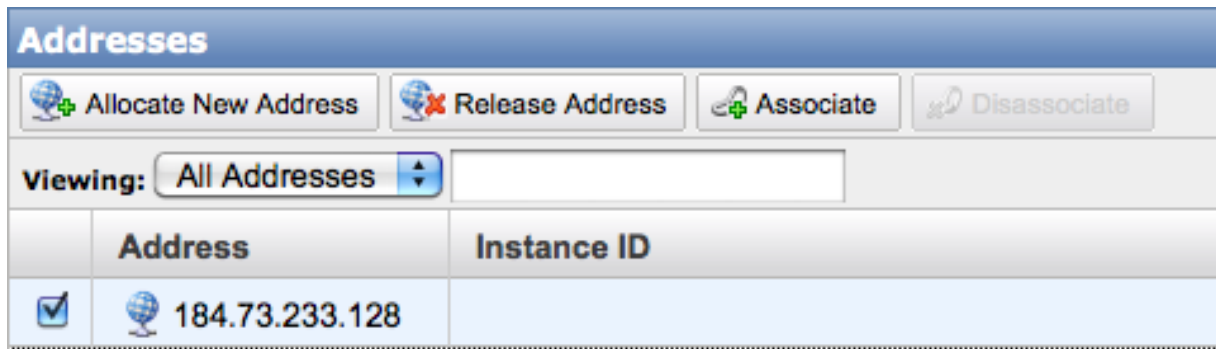 Addresses
Allocate New Address Release Address Associate Disassociate
Viewing: All Addresses
Address Instance ID
184.73.233.128